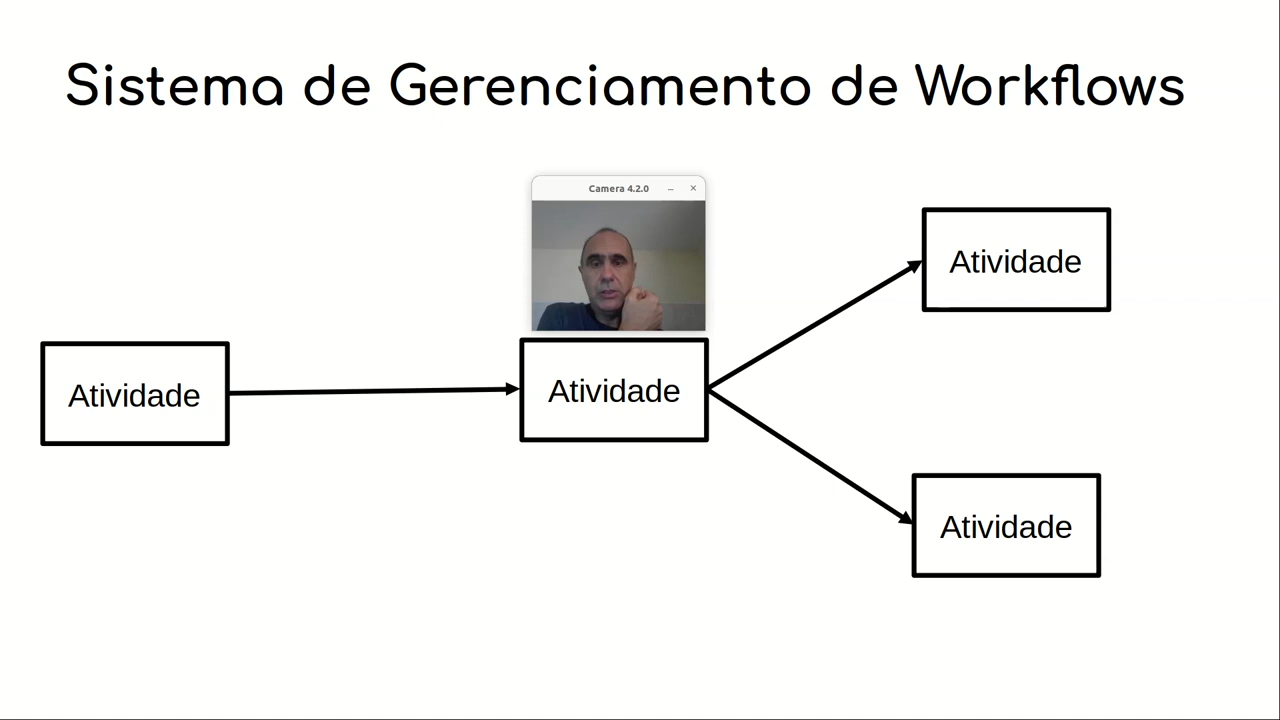 Sistema de Gerenciamento de Workflows
Camera 4.2.0
Atividade
Atividade
Atividade
Atividade